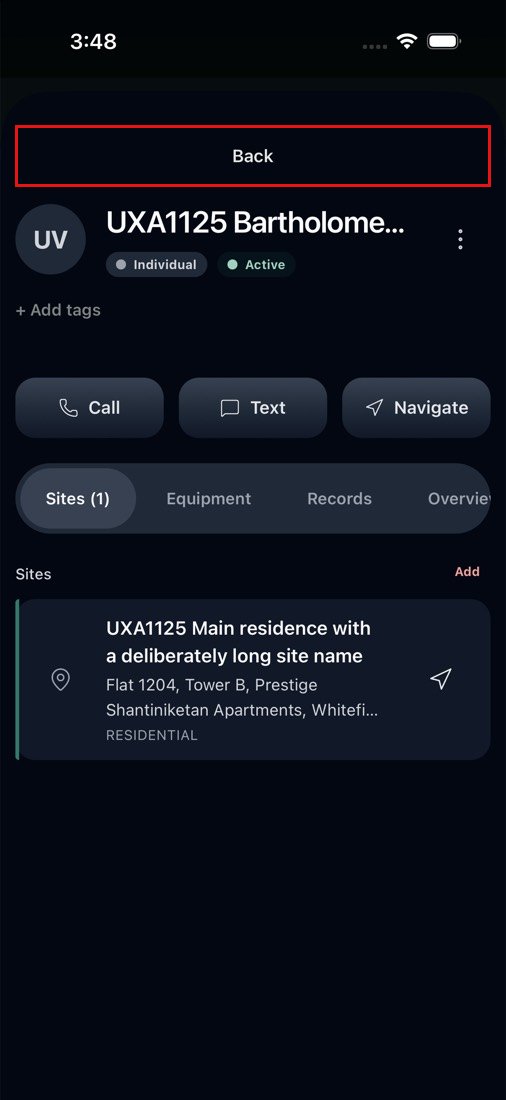 3:48
Back
UV
UXA1125 Bartholome...
Individual
Active
+ Add tags
Call
Text
Navigate
Sites (1)
Equipment
Records
Overvie
Sites
Add
UXA1125 Main residence with
a deliberately long site name
Flat 1204, Tower B, Prestige
Shantiniketan Apartments, Whitefi...
RESIDENTIAL